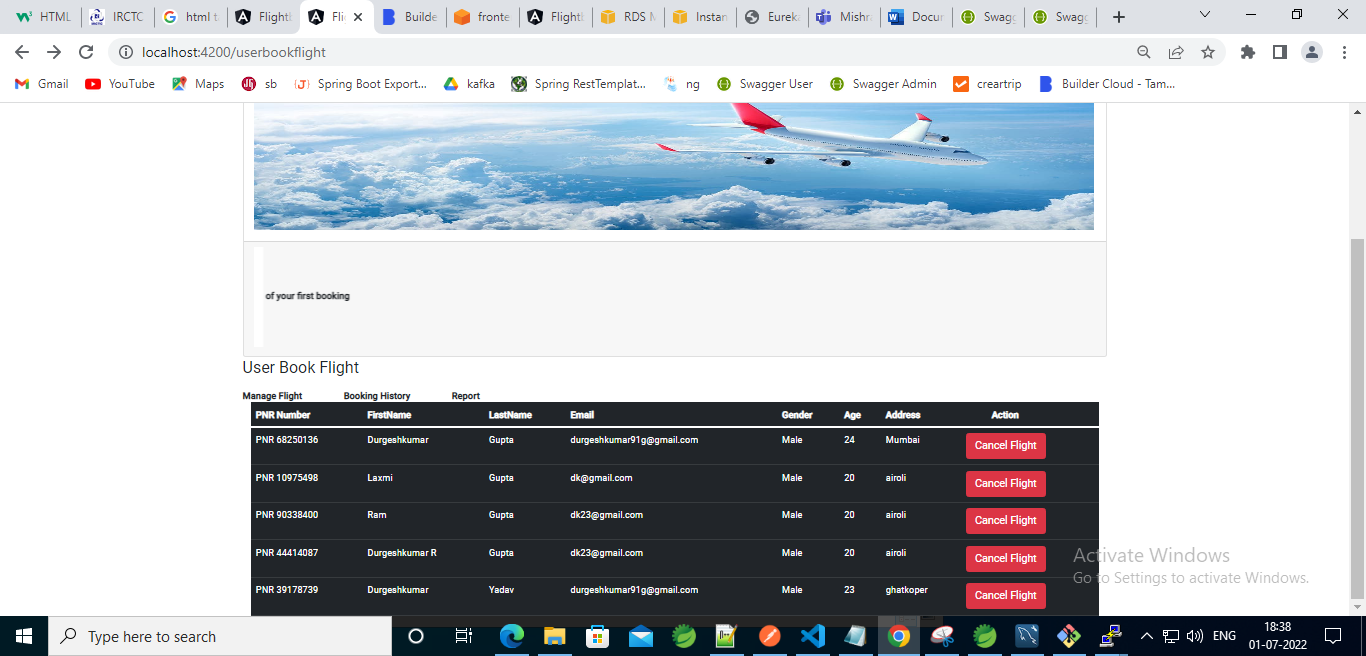 HTML IRCTC html t Flight Fli Builde fronte Flight RDS M Instan Eurek Mishra Docur Swagg Swagg
localhost:4200/userbookflight
Gmail YouTube Maps sb Spring Boot Export... kafka Spring RestTemplat... ng Swagger User Swagger Admin creartrip Builder Cloud - Tam...
of your first booking
User Book Flight
Manage Flight Booking History Report
PNR Number FirstName LastName Email Gender Age Address Action
PNR 68250136 Durgeshkumar Gupta durgeshkumar91g@gmail.com Male 24 Mumbai Cancel Flight
PNR 10975498 Laxmi Gupta dk@gmail.com Male 20 airoli Cancel Flight
PNR 90338400 Ram Gupta dk23@gmail.com Male 20 airoli Cancel Flight
PNR 44414087 Durgeshkumar R Gupta dk23@gmail.com Male 20 airoli Cancel Flight
PNR 39178739 Durgeshkumar Yadav durgeshkumar91g@gmail.com Male 23 ghatkoper Cancel Flight
Activate Windows
Go to Settings to activate Windows.
Type here to search
ENG
18:38
01-07-2022